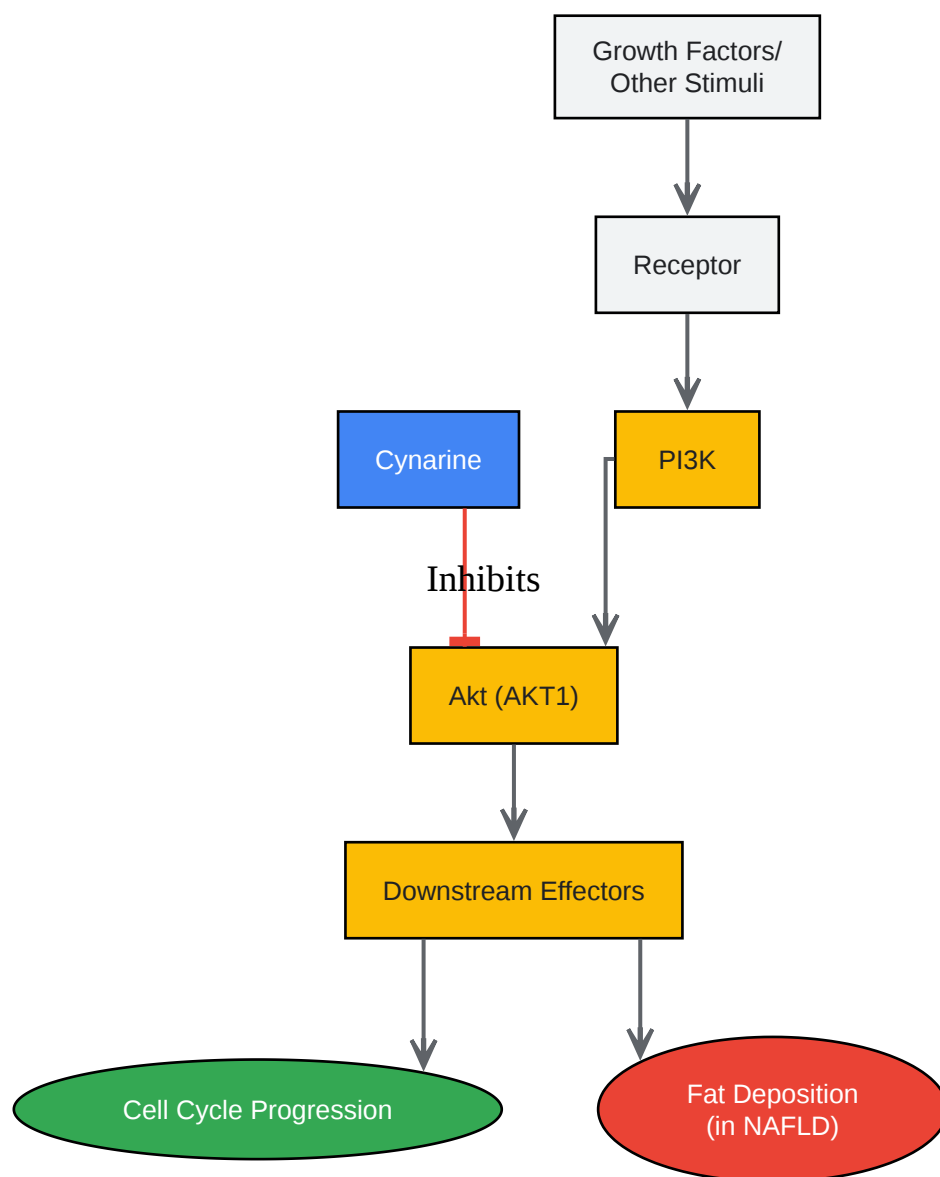 Growth Factors/
Other Stimuli
Receptor
Cynarine
PI3K
Inhibits
Akt (AKT1)
Downstream Effectors
Cell Cycle Progression
Fat Deposition
(in NAFLD)